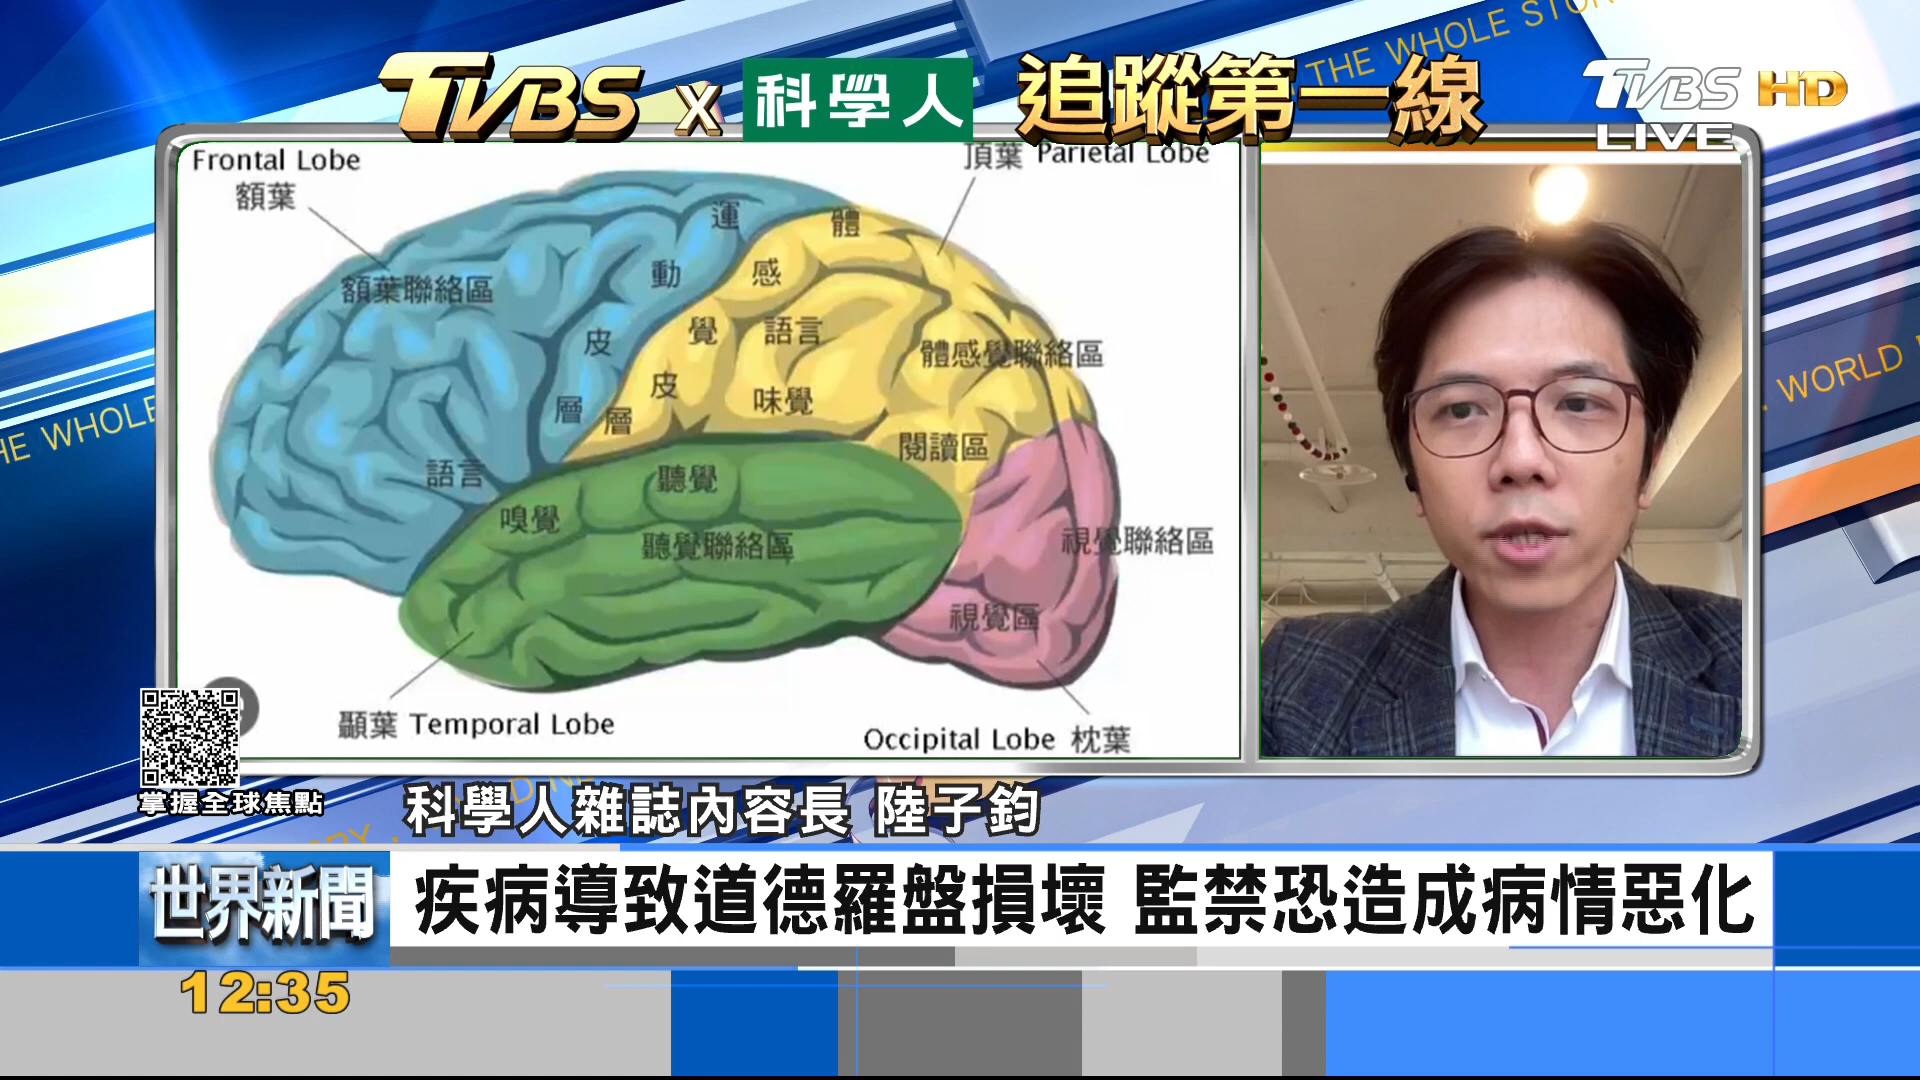 THE WHOLE STO
TVBS x 科學人 追蹤第一線
TVBS HD
LIVE
Frontal Lobe
額葉
頂葉 Parietal Lobe
運
體
動
感
額葉聯絡區
皮
覺
語言
體感覺聯絡區
皮
味覺
層
層
閱讀區
語言
聽覺
嗅覺
聽覺聯絡區
視覺聯絡區
視覺區
顳葉 Temporal Lobe
Occipital Lobe 枕葉
HE WHOLE
WORLD
掌握全球焦點
科學人雜誌內容長 陸子鈞
世界新聞
疾病導致道德羅盤損壞 監禁恐造成病情惡化
12:35